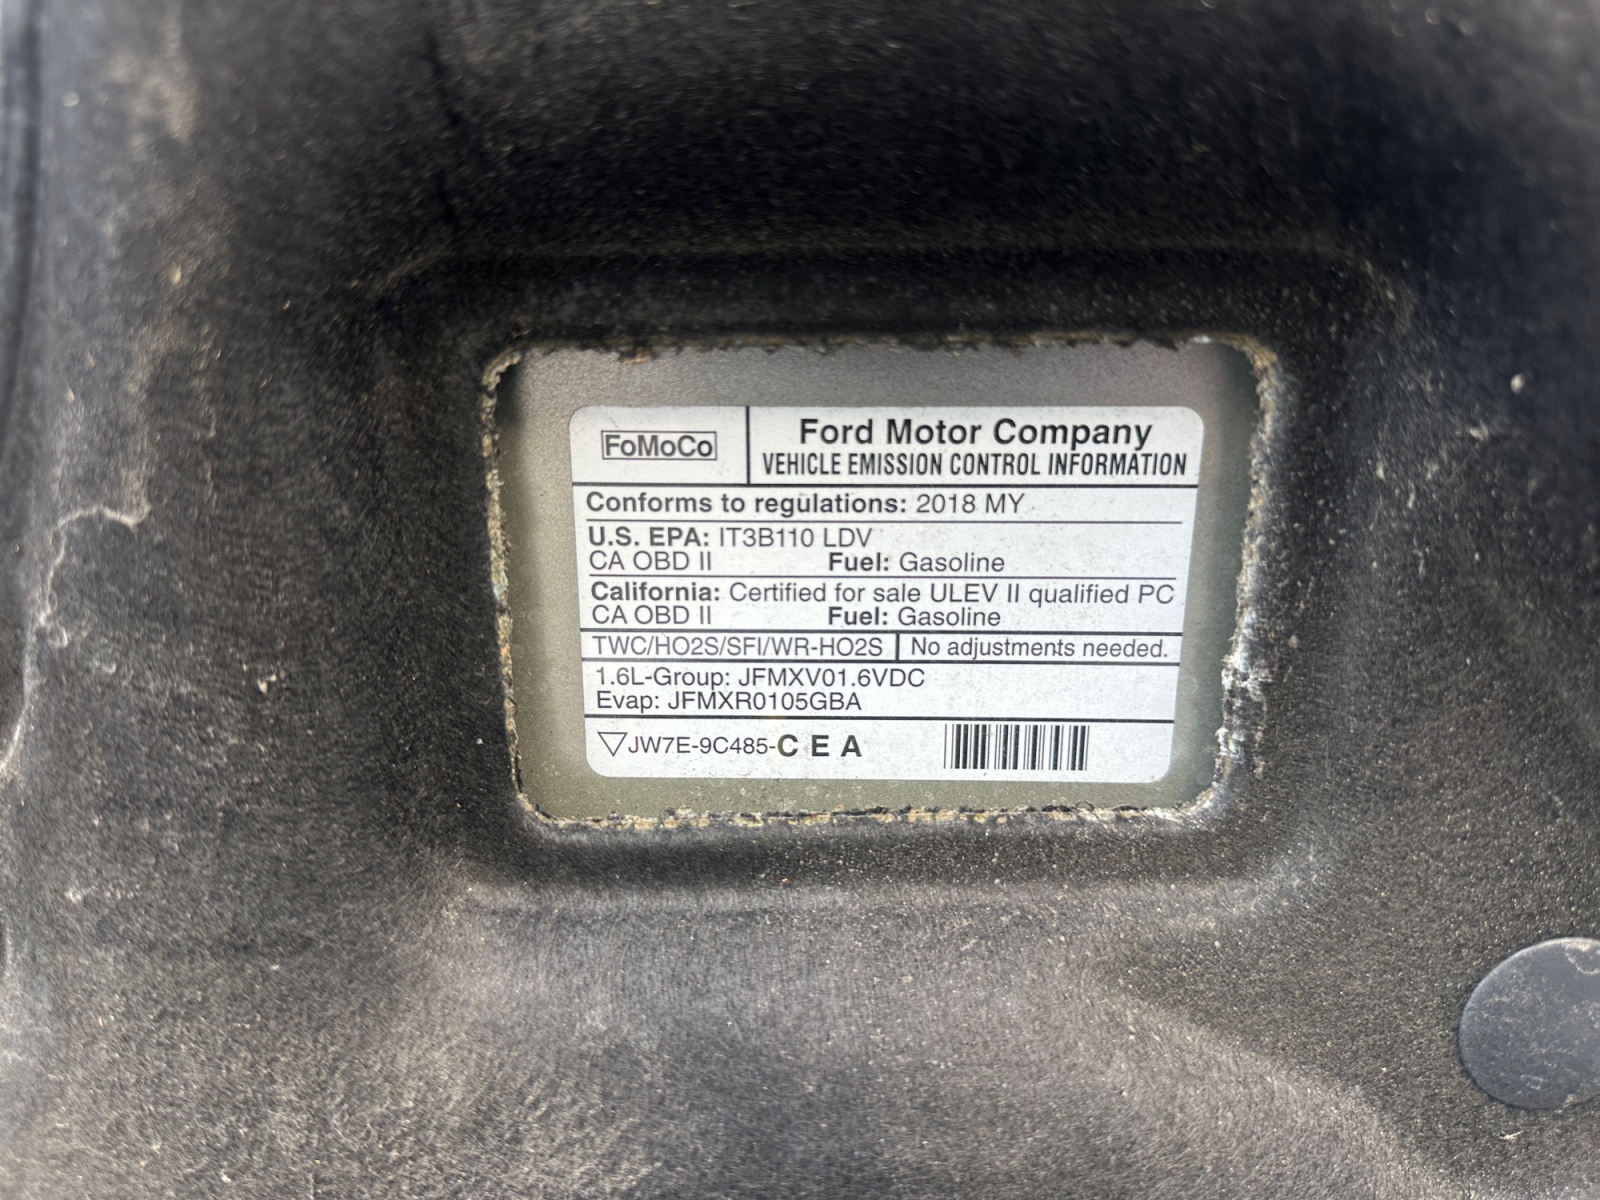 FoMoCo
Ford Motor Company
VEHICLE EMISSION CONTROL INFORMATION
Conforms to regulations: 2018 MY
U.S. EPA: IT3B110 LDV
CA OBD II Fuel: Gasoline
California: Certified for sale ULEV II qualified PC
CA OBD II Fuel: Gasoline
TWC/HO2S/SFI/WR-HO2S No adjustments needed.
1.6L-Group: JFMXV01.6VDC
Evap: JFMXR0105GBA
▽JW7E-9C485-C E A